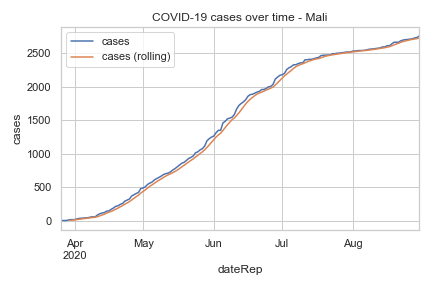 COVID-19 cases over time - Mali
cases
cases (rolling)
2500
2000
1500
1000
500
0
cases
Apr
2020
May
Jun
Jul
Aug
dateRep